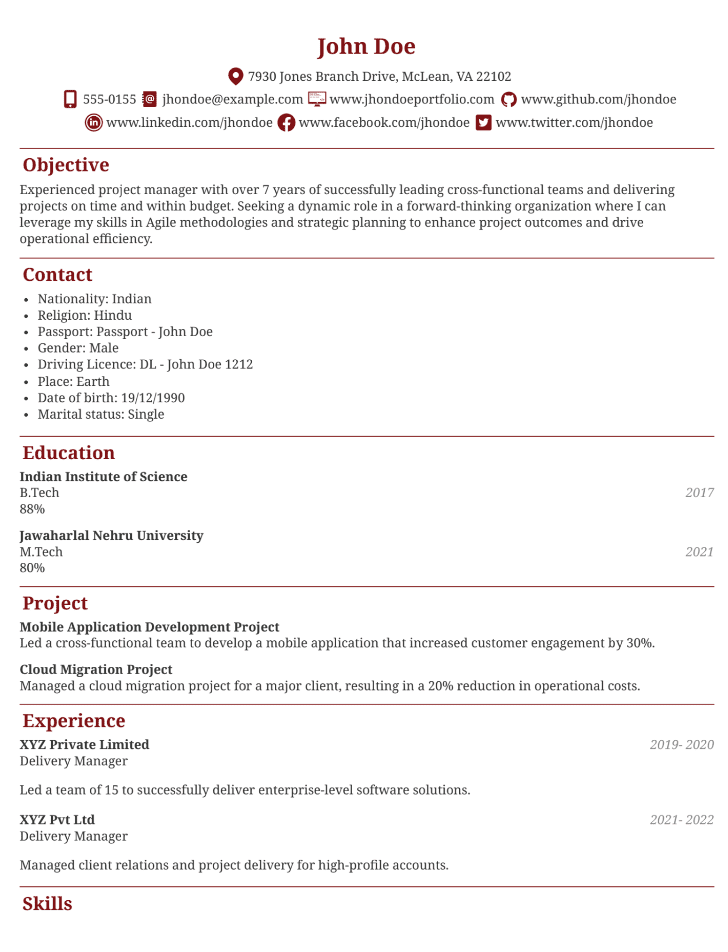 John Doe
7930 Jones Branch Drive, McLean, VA 22102
555-0155 jhondoe@example.com www.jhondoeportfolio.com www.github.com/jhondoe
www.linkedin.com/jhondoe www.facebook.com/jhondoe www.twitter.com/jhondoe
Objective
Experienced project manager with over 7 years of successfully leading cross-functional teams and delivering
projects on time and within budget. Seeking a dynamic role in a forward-thinking organization where I can
leverage my skills in Agile methodologies and strategic planning to enhance project outcomes and drive
operational efficiency.
Contact
• Nationality: Indian
• Religion: Hindu
• Passport: Passport - John Doe
• Gender: Male
• Driving Licence: DL - John Doe 1212
• Place: Earth
• Date of birth: 19/12/1990
• Marital status: Single
Education
Indian Institute of Science
B.Tech 2017
88%
Jawaharlal Nehru University
M.Tech 2021
80%
Project
Mobile Application Development Project
Led a cross-functional team to develop a mobile application that increased customer engagement by 30%.
Cloud Migration Project
Managed a cloud migration project for a major client, resulting in a 20% reduction in operational costs.
Experience
XYZ Private Limited 2019- 2020
Delivery Manager
Led a team of 15 to successfully deliver enterprise-level software solutions.
XYZ Pvt Ltd 2021- 2022
Delivery Manager
Managed client relations and project delivery for high-profile accounts.
Skills